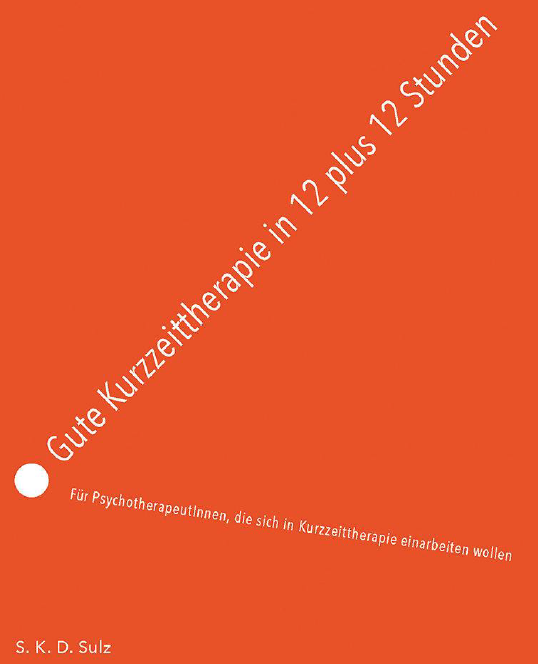 Gute Kurzzeittherapie in 12 plus 12 Stunden
Für PsychotherapeutInnen, die sich in Kurzzeittherapie einarbeiten wollen
S. K. D. Sulz